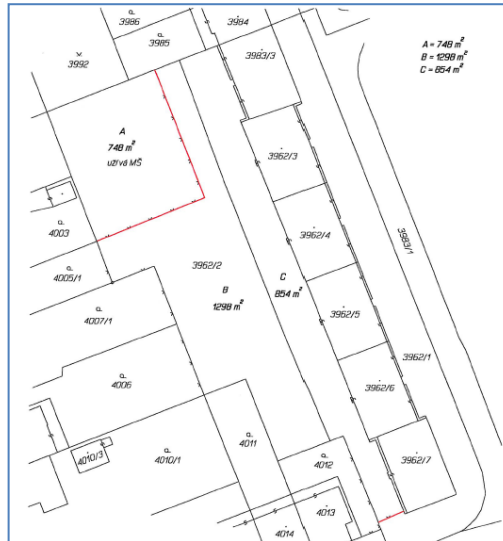 3986
3984
3985
3992
3983/3
A = 748 m²
B = 1298 m²
C = 854 m²
A
748 m²
užívá MŠ
3962/3
4003
3962/4
3983/1
4005/1
3962/2
B
1298 m²
C
854 m²
4007/1
3962/5
3962/1
4006
3962/6
4011
4010/3
4010/1
4012
3962/7
4013
4014